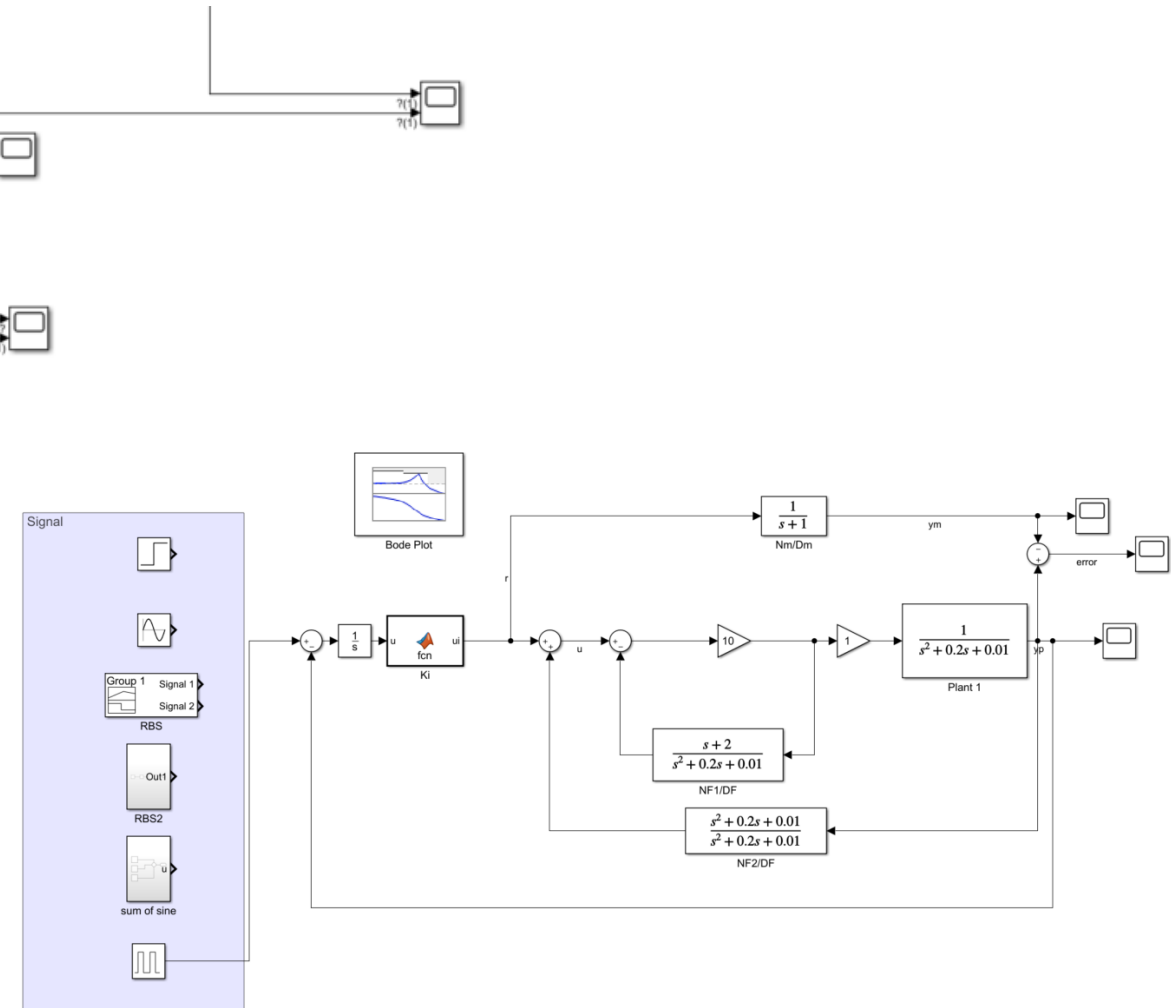 ?(1)
?(1)
?
)
Signal
Bode Plot
1
s + 1
Nm/Dm
ym
error
r
Group 1
Signal 1
Signal 2
RBS
+
−
1
s
u
fcn
ui
Ki
+
+
u
+
−
10
1
1
s² + 0.2s + 0.01
Plant 1
yp
−
+
s + 2
s² + 0.2s + 0.01
NF1/DF
s² + 0.2s + 0.01
s² + 0.2s + 0.01
NF2/DF
Out1
RBS2
u
sum of sine